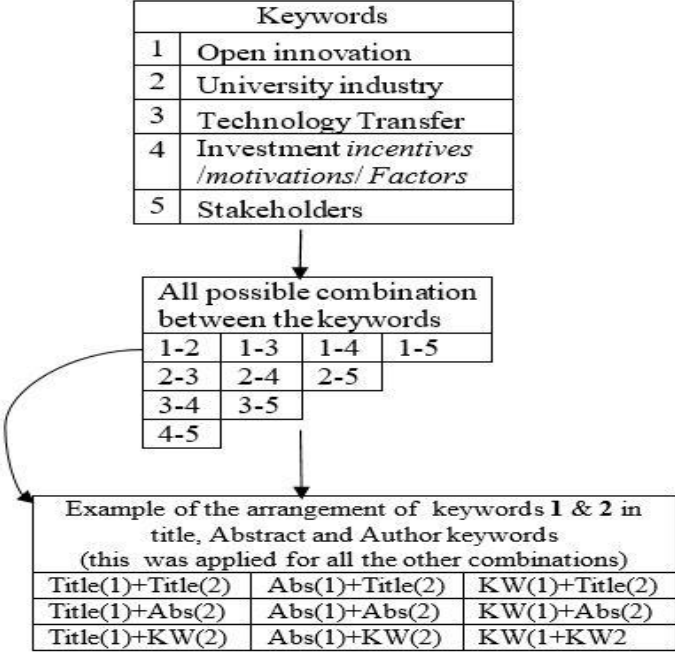 Keywords
1 Open innovation
2 University industry
3 Technology Transfer
4 Investment incentives
/motivations/ Factors
5 Stakeholders
All possible combination
between the keywords
1-2 1-3 1-4 1-5
2-3 2-4 2-5
3-4 3-5
4-5
Example of the arrangement of keywords 1 & 2 in
title, Abstract and Author keywords
(this was applied for all the other combinations)
Title(1)+Title(2) Abs(1)+Title(2) KW(1)+Title(2)
Title(1)+Abs(2) Abs(1)+Abs(2) KW(1)+Abs(2)
Title(1)+KW(2) Abs(1)+KW(2) KW(1+KW2